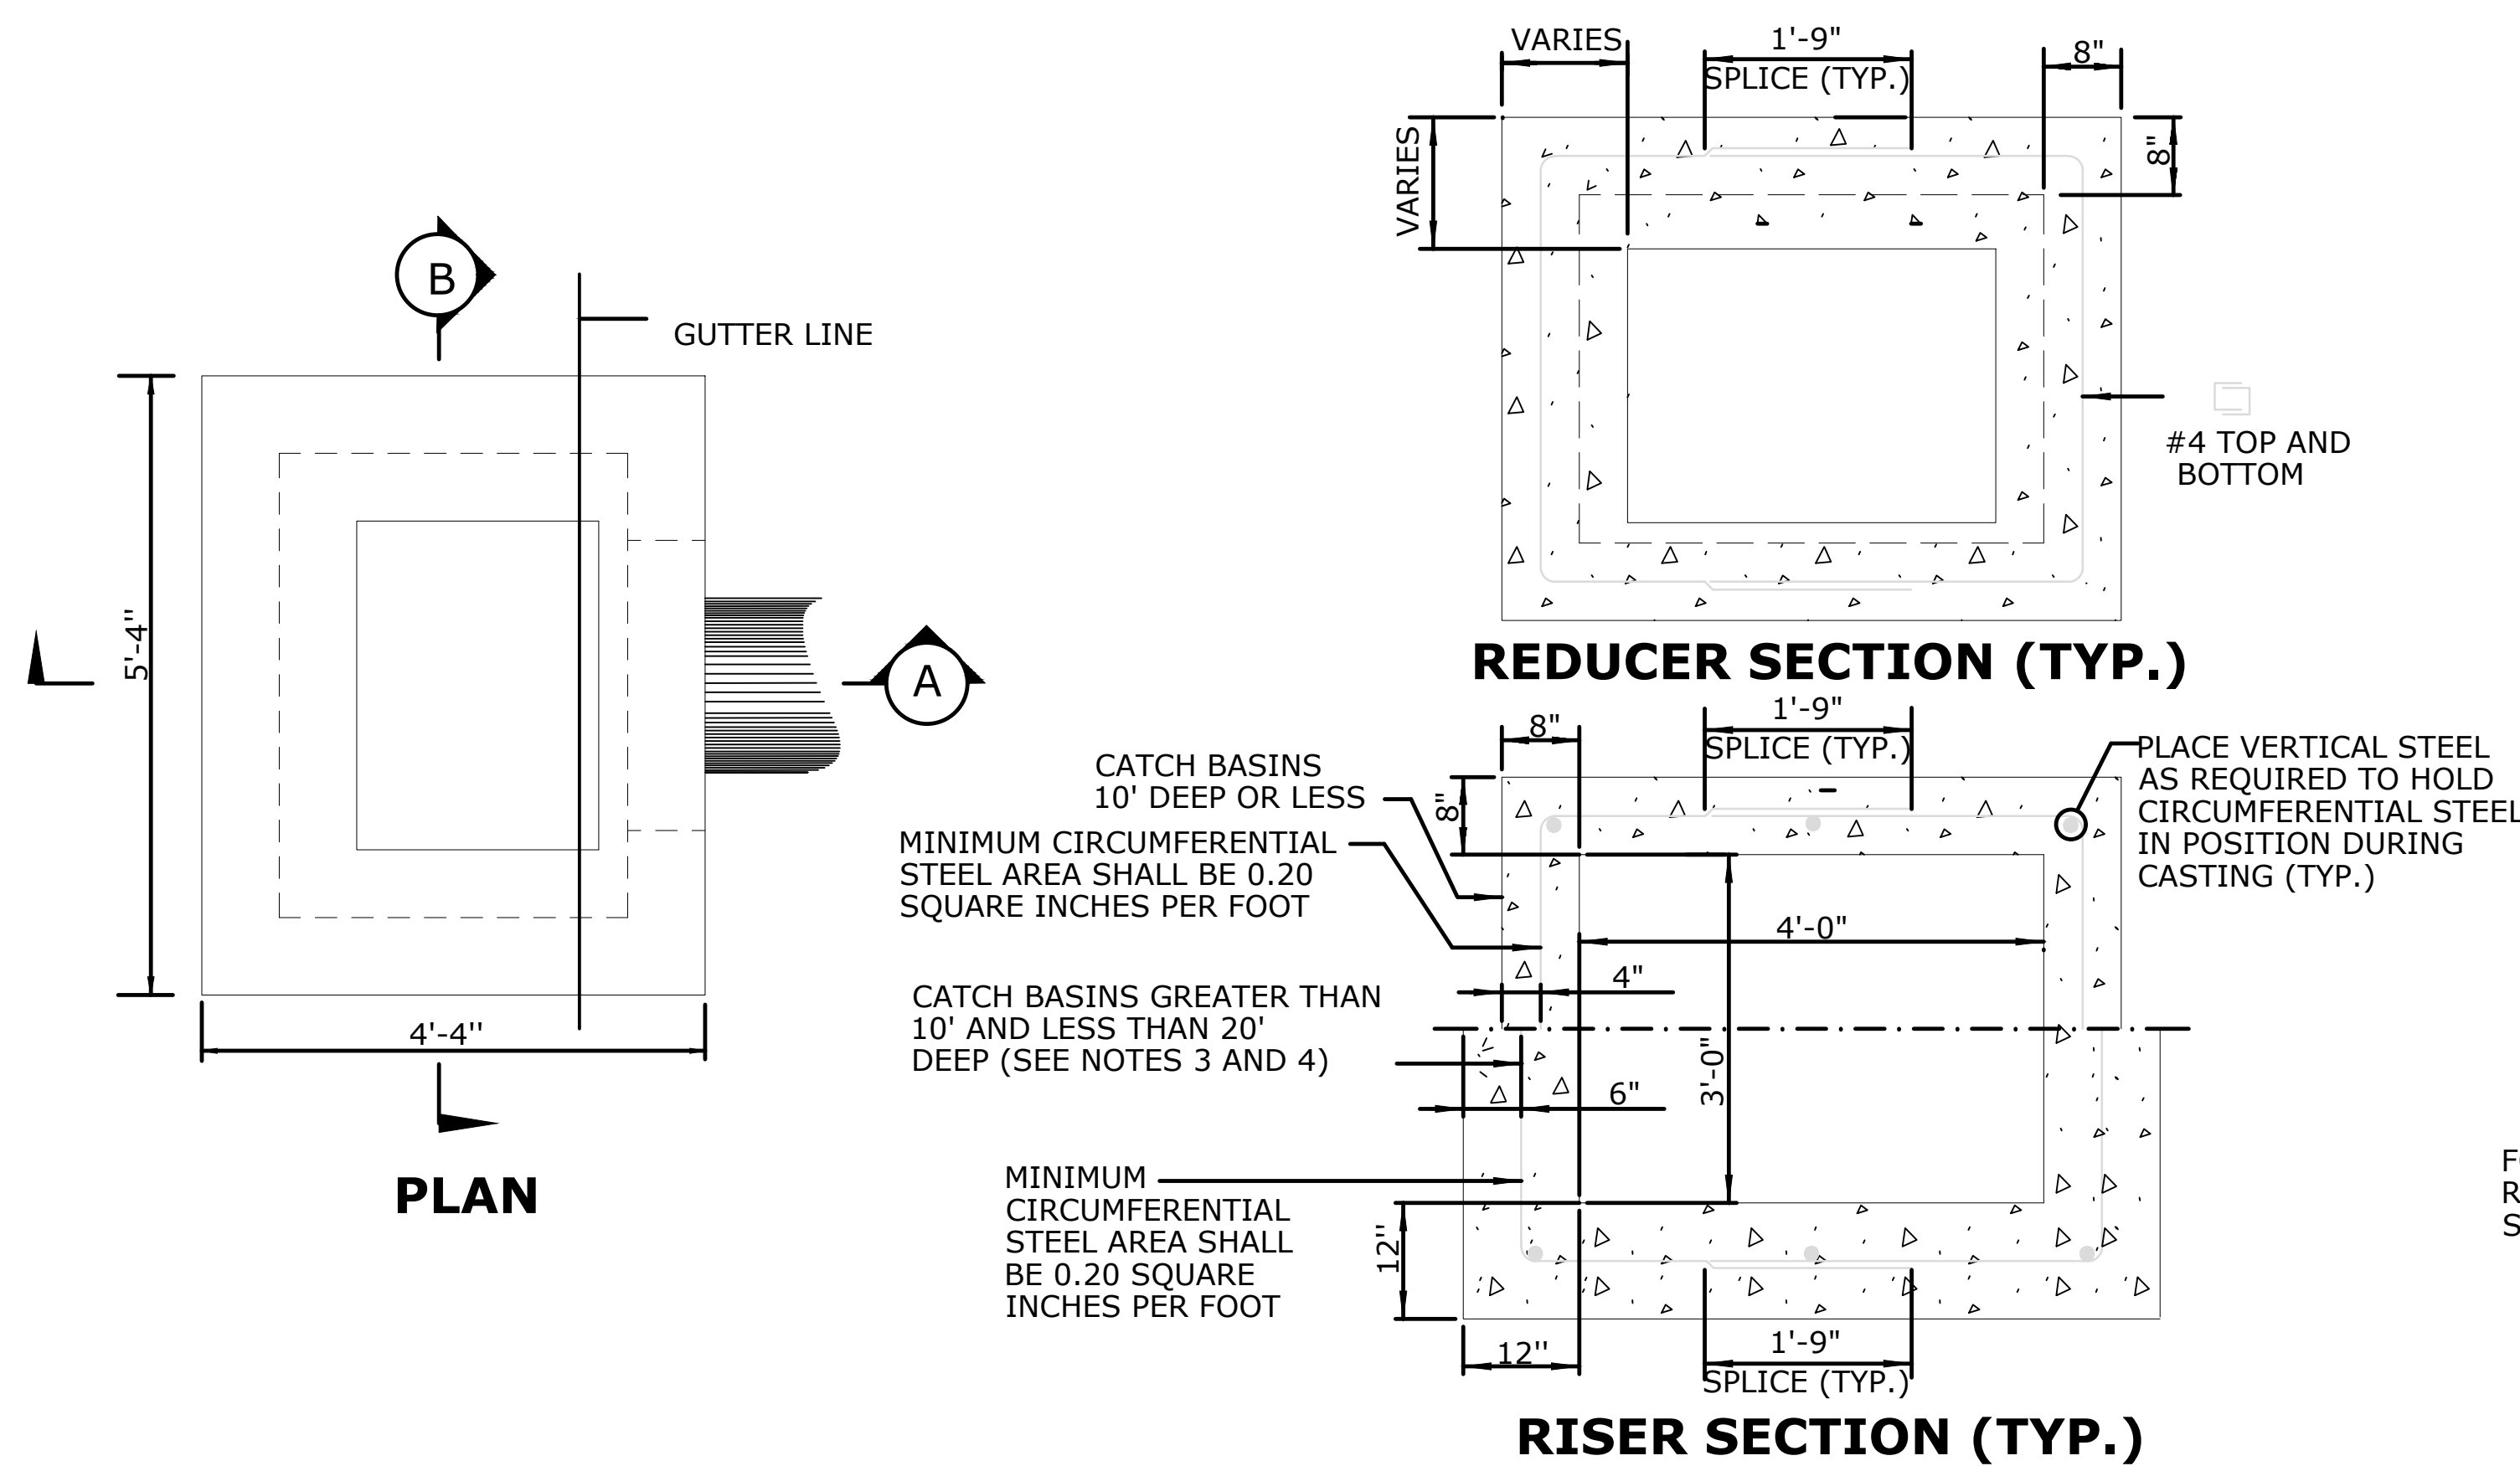 B
GUTTER LINE
5'-4"
A
4'-4"
PLAN
VARIES
1'-9"
SPLICE (TYP.)
8"
VARIES
8"
#4 TOP AND
BOTTOM
REDUCER SECTION (TYP.)
8"
1'-9"
SPLICE (TYP.)
CATCH BASINS
10' DEEP OR LESS
8"
PLACE VERTICAL STEEL
AS REQUIRED TO HOLD
CIRCUMFERENTIAL STEEL
IN POSITION DURING
CASTING (TYP.)
MINIMUM CIRCUMFERENTIAL
STEEL AREA SHALL BE 0.20
SQUARE INCHES PER FOOT
4'-0"
4"
CATCH BASINS GREATER THAN
10' AND LESS THAN 20'
DEEP (SEE NOTES 3 AND 4)
3'-0"
6"
MINIMUM
CIRCUMFERENTIAL
STEEL AREA SHALL
BE 0.20 SQUARE
INCHES PER FOOT
12"
12"
1'-9"
SPLICE (TYP.)
RISER SECTION (TYP.)